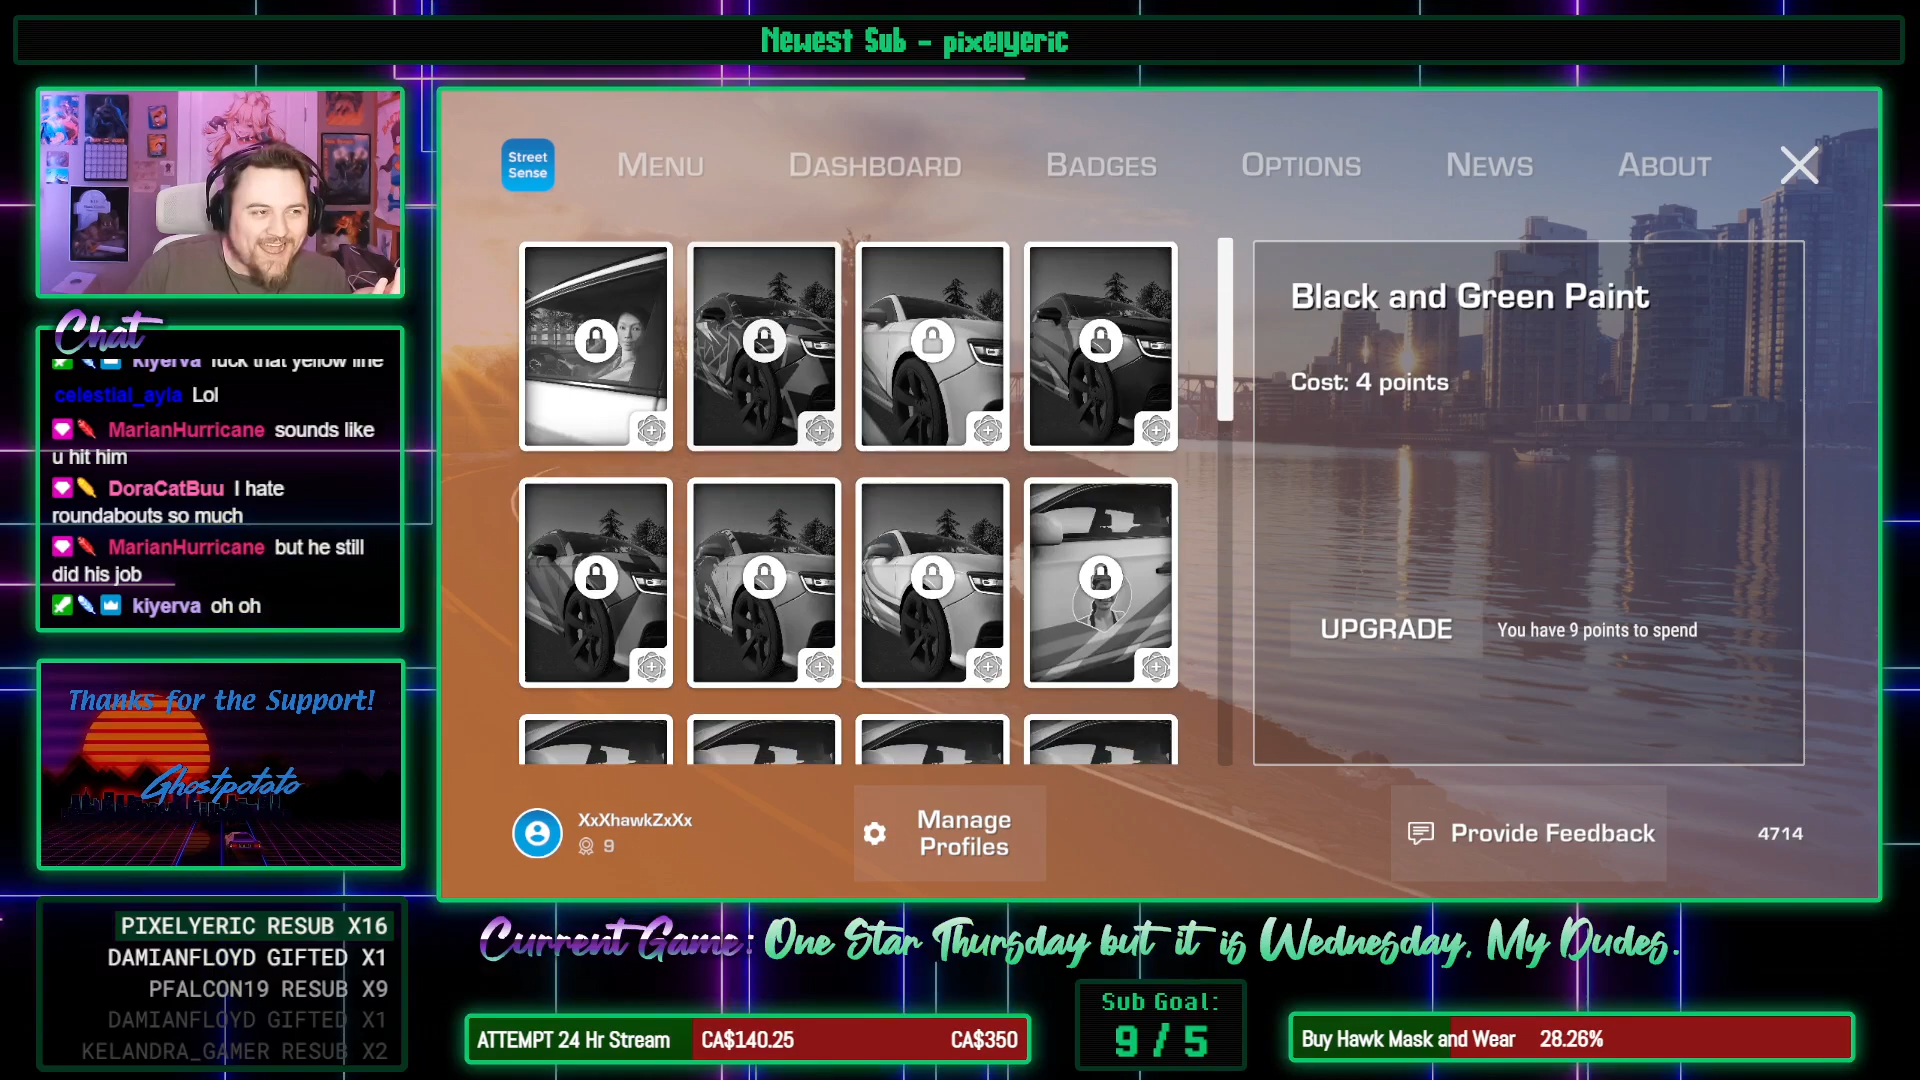 Newest Sub - pixelyeric
Street
Sense
MENU
DASHBOARD
BADGES
OPTIONS
NEWS
ABOUT
Black and Green Paint
Cost: 4 points
UPGRADE
You have 9 points to spend
XxXhawkZxXx
9
Manage
Profiles
Provide Feedback
4714
Chat
kiyerva fuck that yellow line
celestial_ayla Lol
MarianHurricane sounds like
u hit him
DoraCatBuu I hate
roundabouts so much
MarianHurricane but he still
did his job
kiyerva oh oh
Thanks for the Support!
Ghostpotato
PIXELYERIC RESUB X16
DAMIANFLOYD GIFTED X1
PFALCON19 RESUB X9
DAMIANFLOYD GIFTED X1
KELANDRA_GAMER RESUB X2
Current Game: One Star Thursday but it is Wednesday, My Dudes.
ATTEMPT 24 Hr Stream CA$140.25 CA$350
Sub Goal:
9 / 5
Buy Hawk Mask and Wear 28.26%